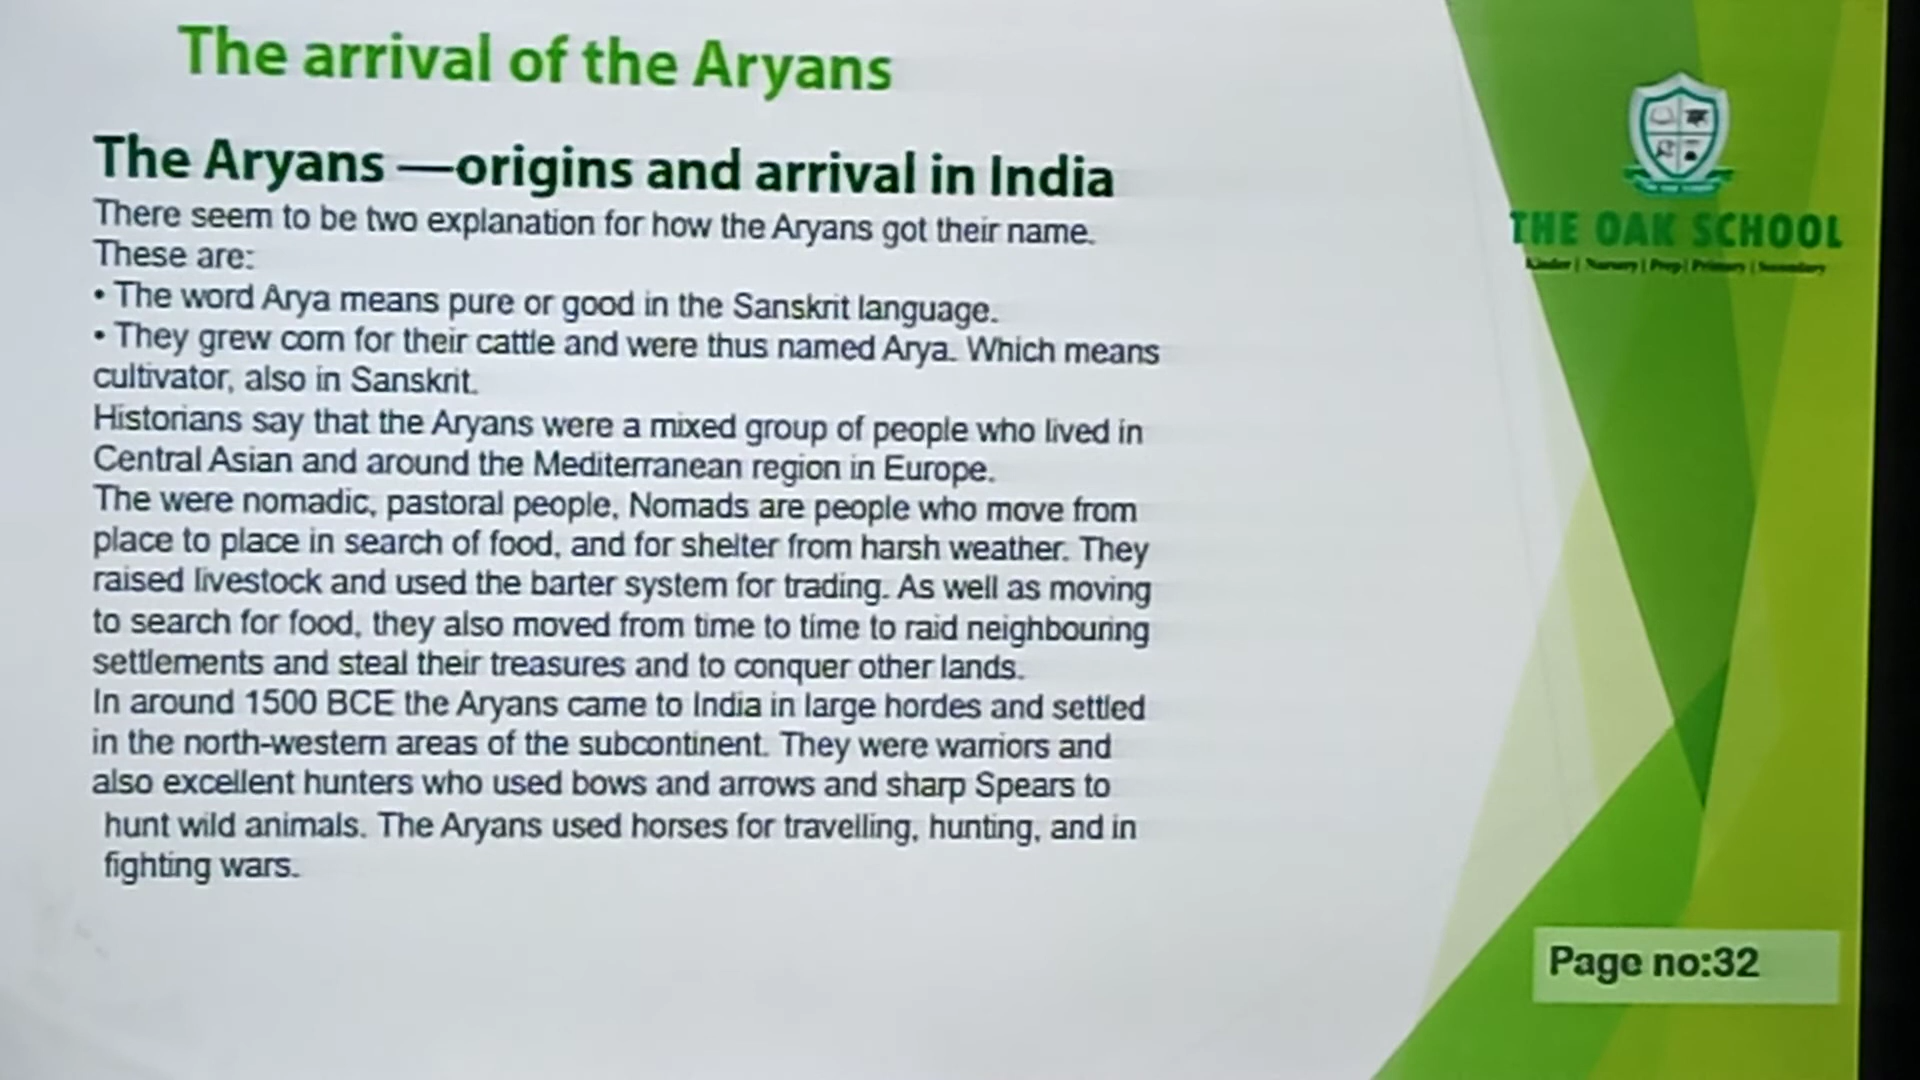 The arrival of the Aryans
The Aryans —origins and arrival in India
There seem to be two explanation for how the Aryans got their name.
These are:
• The word Arya means pure or good in the Sanskrit language.
• They grew corn for their cattle and were thus named Arya. Which means
cultivator, also in Sanskrit.
Historians say that the Aryans were a mixed group of people who lived in
Central Asian and around the Mediterranean region in Europe.
The were nomadic, pastoral people, Nomads are people who move from
place to place in search of food, and for shelter from harsh weather. They
raised livestock and used the barter system for trading. As well as moving
to search for food, they also moved from time to time to raid neighbouring
settlements and steal their treasures and to conquer other lands.
In around 1500 BCE the Aryans came to India in large hordes and settled
in the north-western areas of the subcontinent. They were warriors and
also excellent hunters who used bows and arrows and sharp Spears to
hunt wild animals. The Aryans used horses for travelling, hunting, and in
fighting wars.
THE OAK SCHOOL
Kinder | Nursery | Prep | Primary | Secondary
Page no:32